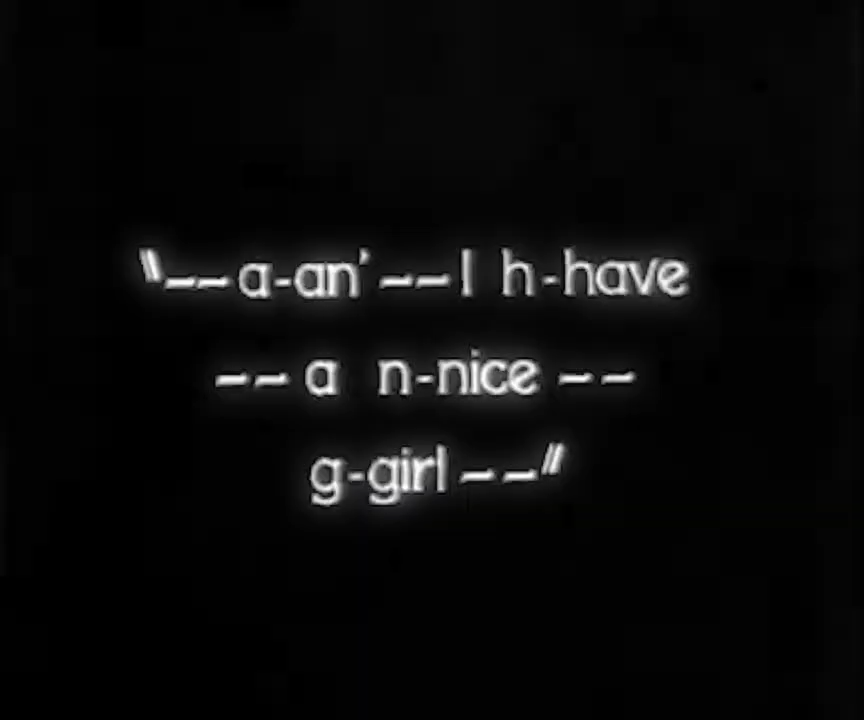 "--a-an'--I h-have
-- a n-nice --
g-girl--"